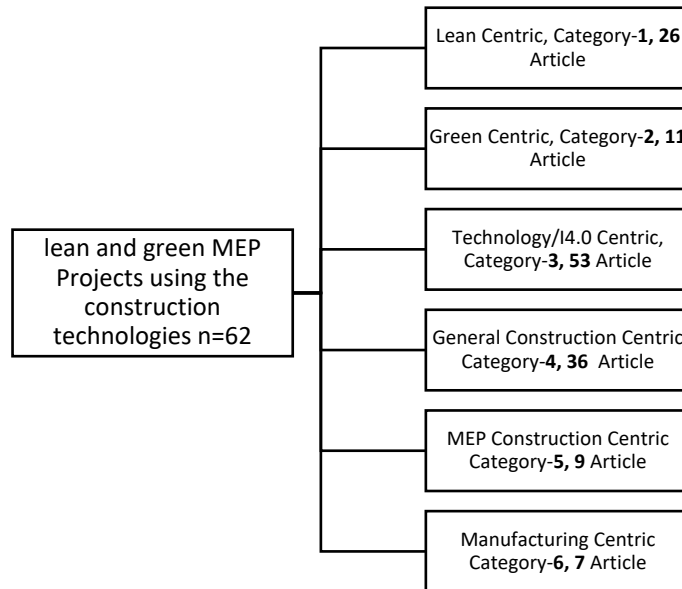 Lean Centric, Category-1, 26
Article
Green Centric, Category-2, 11
Article
lean and green MEP
Projects using the
construction
technologies n=62
Technology/I4.0 Centric,
Category-3, 53 Article
General Construction Centric
Category-4, 36 Article
MEP Construction Centric
Category-5, 9 Article
Manufacturing Centric
Category-6, 7 Article